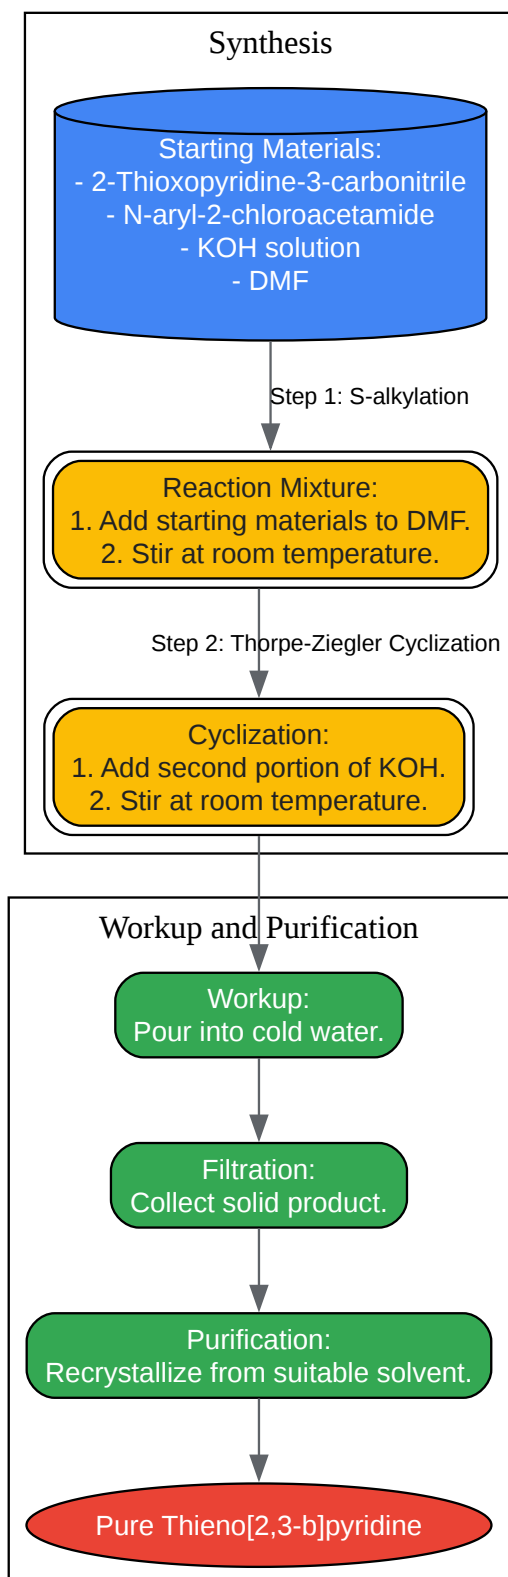 Synthesis
Starting Materials:
- 2-Thioxopyridine-3-carbonitrile
- N-aryl-2-chloroacetamide
- KOH solution
- DMF
Step 1: S-alkylation
Reaction Mixture:
1. Add starting materials to DMF.
2. Stir at room temperature.
Step 2: Thorpe-Ziegler Cyclization
Cyclization:
1. Add second portion of KOH.
2. Stir at room temperature.
Workup and Purification
Workup:
Pour into cold water.
Filtration:
Collect solid product.
Purification:
Recrystallize from suitable solvent.
Pure Thieno[2,3-b]pyridine